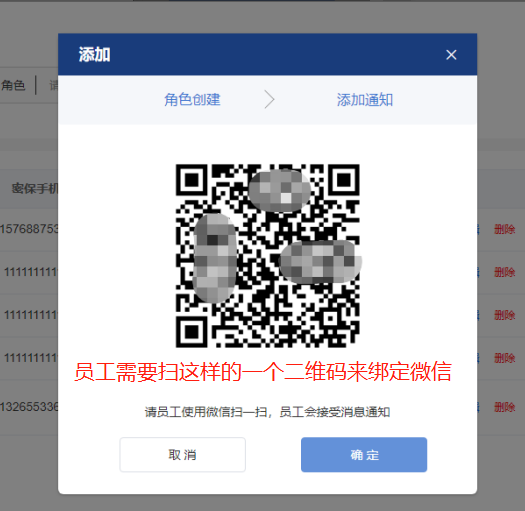 添加
角色创建
添加通知
角色
密保手机
157688753
删除
111111111
删除
111111111
删除
111111111
删除
132655336
删除
员工需要扫这样的一个二维码来绑定微信
请员工使用微信扫一扫，员工会接受消息通知
取消
确定